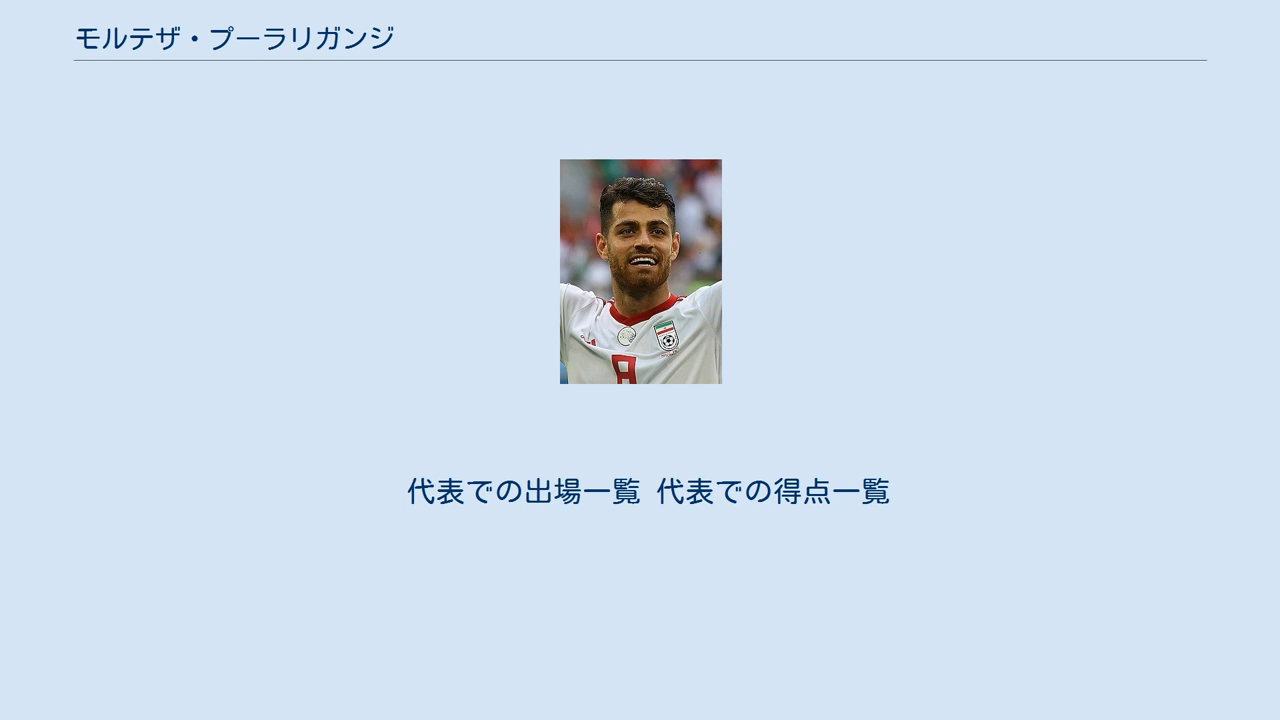 モルテザ・プーラリガンジ
8
代表での出場一覧 代表での得点一覧